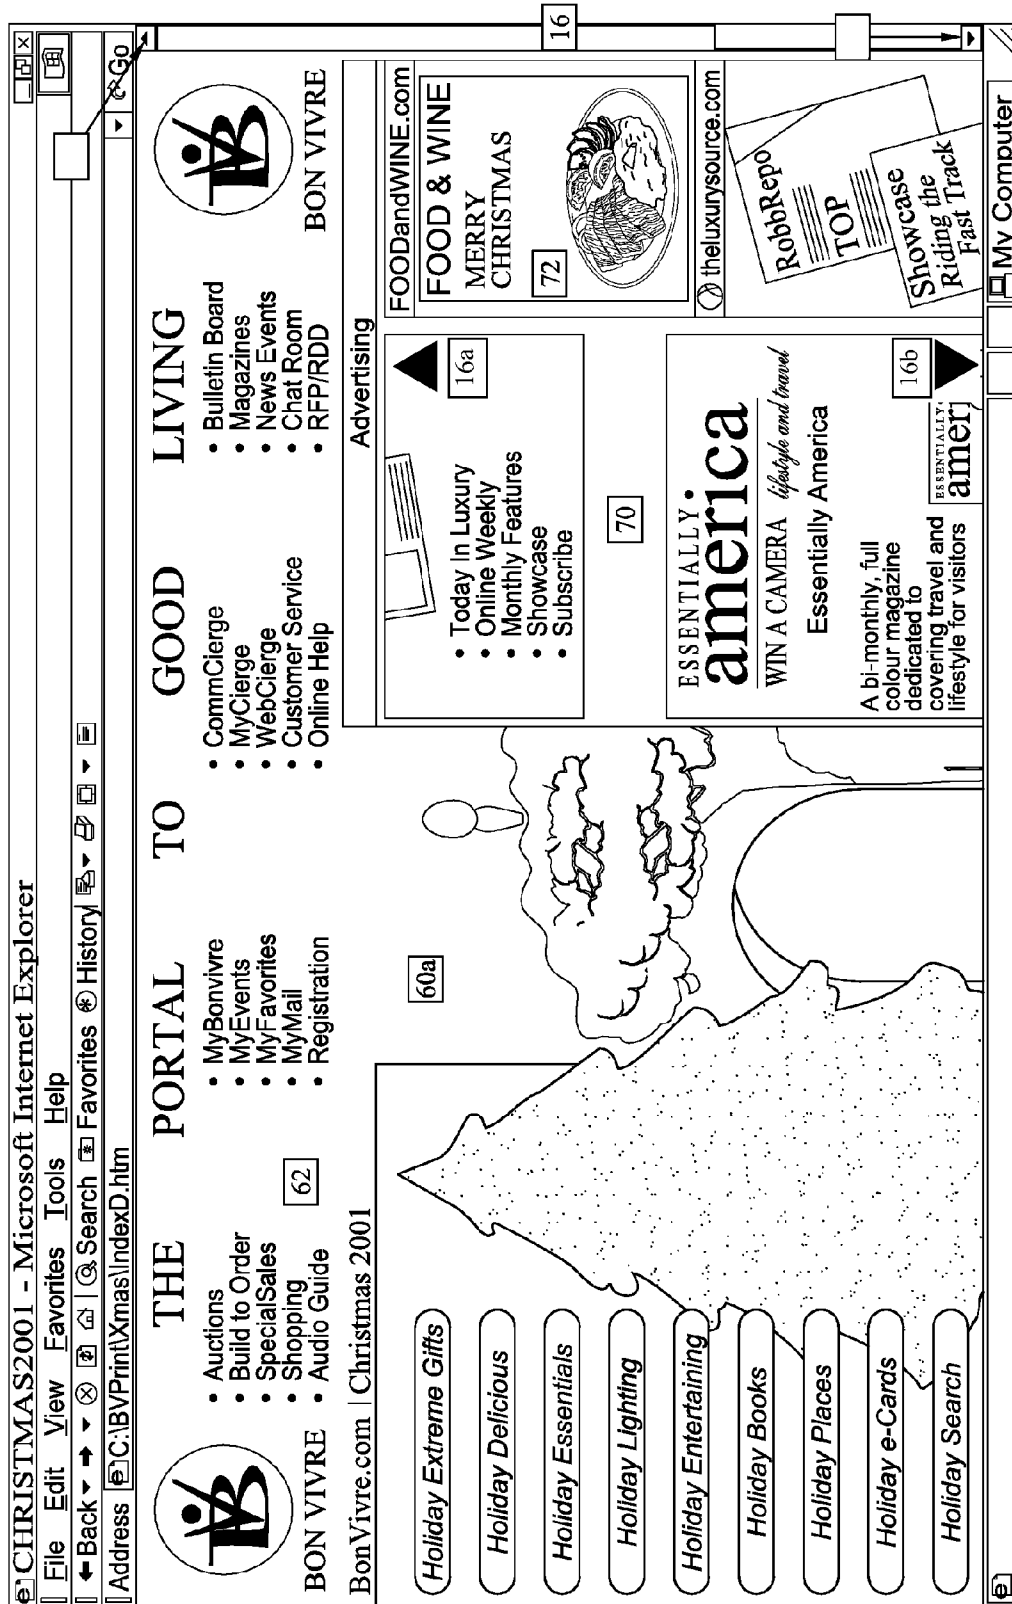 CHRISTMAS2001 - Microsoft Internet Explorer
File Edit View Favorites Tools Help
Back Search Favorites History
Address C:\BVPrint\Xmas\IndexD.htm Go
THE PORTAL TO GOOD LIVING
BON VIVRE
• Auctions
• Build to Order
• SpecialSales
• Shopping
• Audio Guide
62
• MyBonvivre
• MyEvents
• MyFavorites
• MyMail
• Registration
• CommCierge
• MyCierge
• WebCierge
• Customer Service
• Online Help
• Bulletin Board
• Magazines
• News Events
• Chat Room
• RFP/RDD
BON VIVRE
BonVivre.com | Christmas 2001
Holiday Extreme Gifts
Holiday Delicious
Holiday Essentials
Holiday Lighting
Holiday Entertaining
Holiday Books
Holiday Places
Holiday e-Cards
Holiday Search
60a
Advertising
• Today In Luxury
• Online Weekly
• Monthly Features
• Showcase
• Subscribe
16a
70
ESSENTIALLY•
america
WIN A CAMERA lifestyle and travel
Essentially America
A bi-monthly, full
colour magazine
dedicated to
covering travel and
lifestyle for visitors
ESSENTIALLY
amer
16b
FOODandWINE.com
FOOD & WINE
MERRY
CHRISTMAS
72
theluxurysource.com
RobbRepo
TOP
Showcase
Riding the
Fast Track
16
My Computer